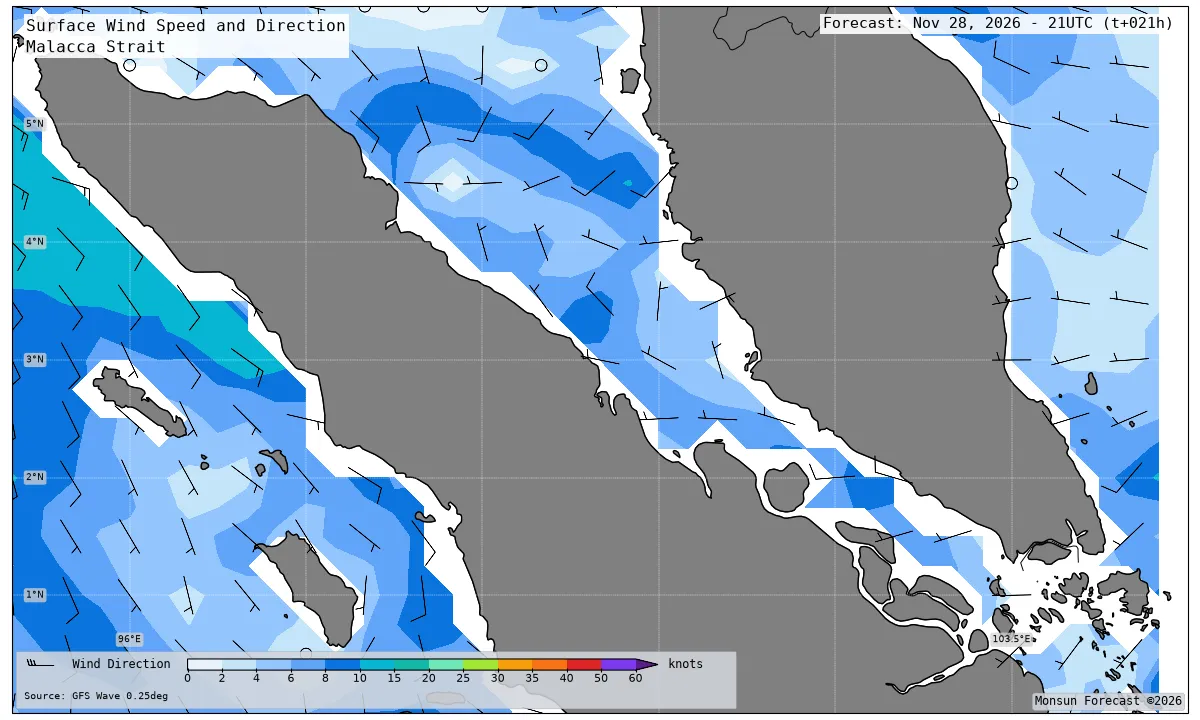 Surface Wind Speed and Direction
Malacca Strait
Forecast: Nov 28, 2026 - 21UTC (t+021h)
5°N
4°N
3°N
2°N
1°N
96°E
103.5°E
Wind Direction
knots
0 2 4 6 8 10 15 20 25 30 35 40 50 60
Source: GFS Wave 0.25deg
Monsun Forecast ©2026